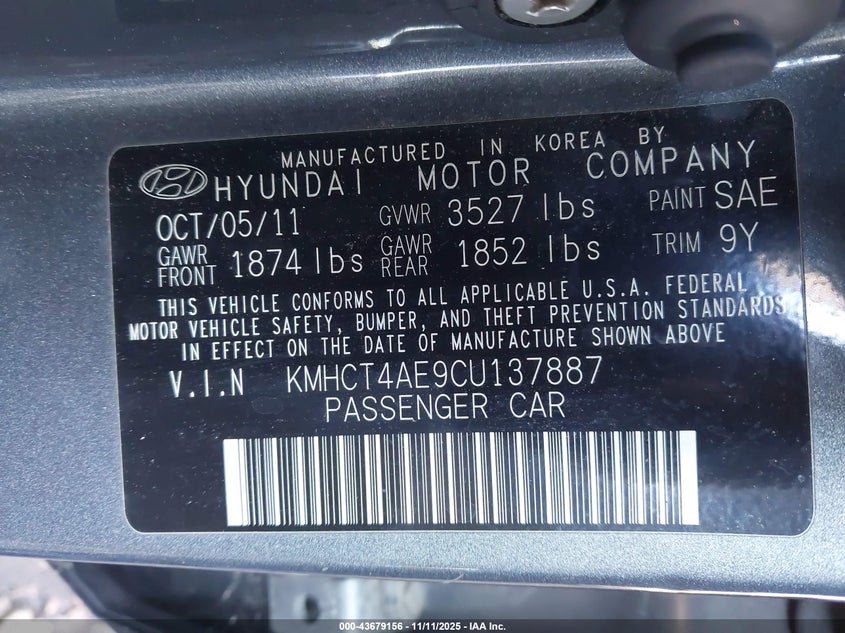 MANUFACTURED IN KOREA BY
HYUNDAI MOTOR COMPANY
OCT/05/11 GVWR 3527 lbs PAINT SAE
GAWR FRONT 1874 lbs GAWR REAR 1852 lbs TRIM 9Y
THIS VEHICLE CONFORMS TO ALL APPLICABLE U.S.A. FEDERAL
MOTOR VEHICLE SAFETY, BUMPER, AND THEFT PREVENTION STANDARDS
IN EFFECT ON THE DATE OF MANUFACTURE SHOWN ABOVE
V.I.N KMHCT4AE9CU137887
PASSENGER CAR
000-43679156 - 11/11/2025 - IAA Inc.